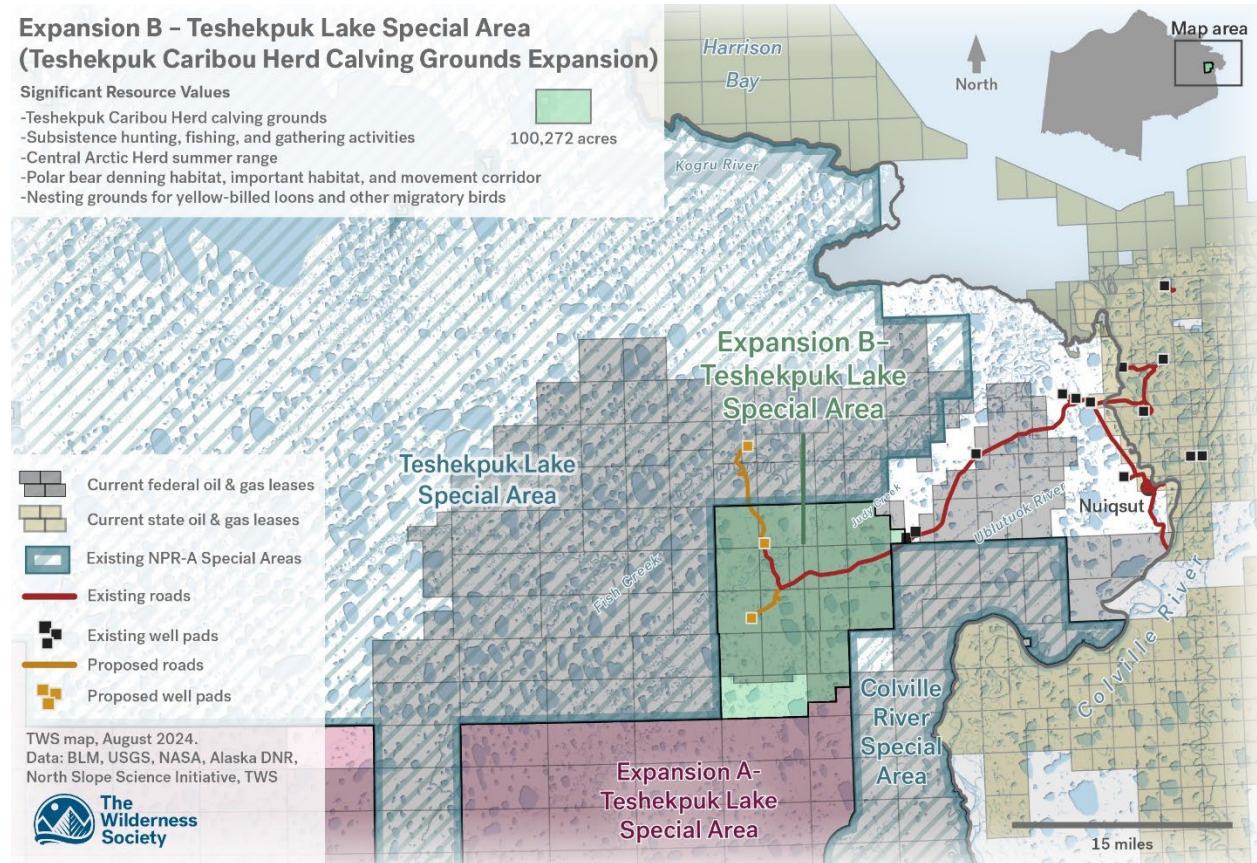 Expansion B – Teshekpuk Lake Special Area
(Teshekpuk Caribou Herd Calving Grounds Expansion)
Significant Resource Values
-Teshekpuk Caribou Herd calving grounds
-Subsistence hunting, fishing, and gathering activities
-Central Arctic Herd summer range
-Polar bear denning habitat, important habitat, and movement corridor
-Nesting grounds for yellow-billed loons and other migratory birds
100,272 acres
Harrison
Bay
North
Map area
Kogru River
Expansion B–
Teshekpuk Lake
Special Area
Teshekpuk Lake
Special Area
Judy Creek
Ublutuok River
Nuiqsut
Fish Creek
Colville River
Colville
River
Special
Area
Expansion A-
Teshekpuk Lake
Special Area
Current federal oil & gas leases
Current state oil & gas leases
Existing NPR-A Special Areas
Existing roads
Existing well pads
Proposed roads
Proposed well pads
TWS map, August 2024.
Data: BLM, USGS, NASA, Alaska DNR,
North Slope Science Initiative, TWS
The
Wilderness
Society
15 miles